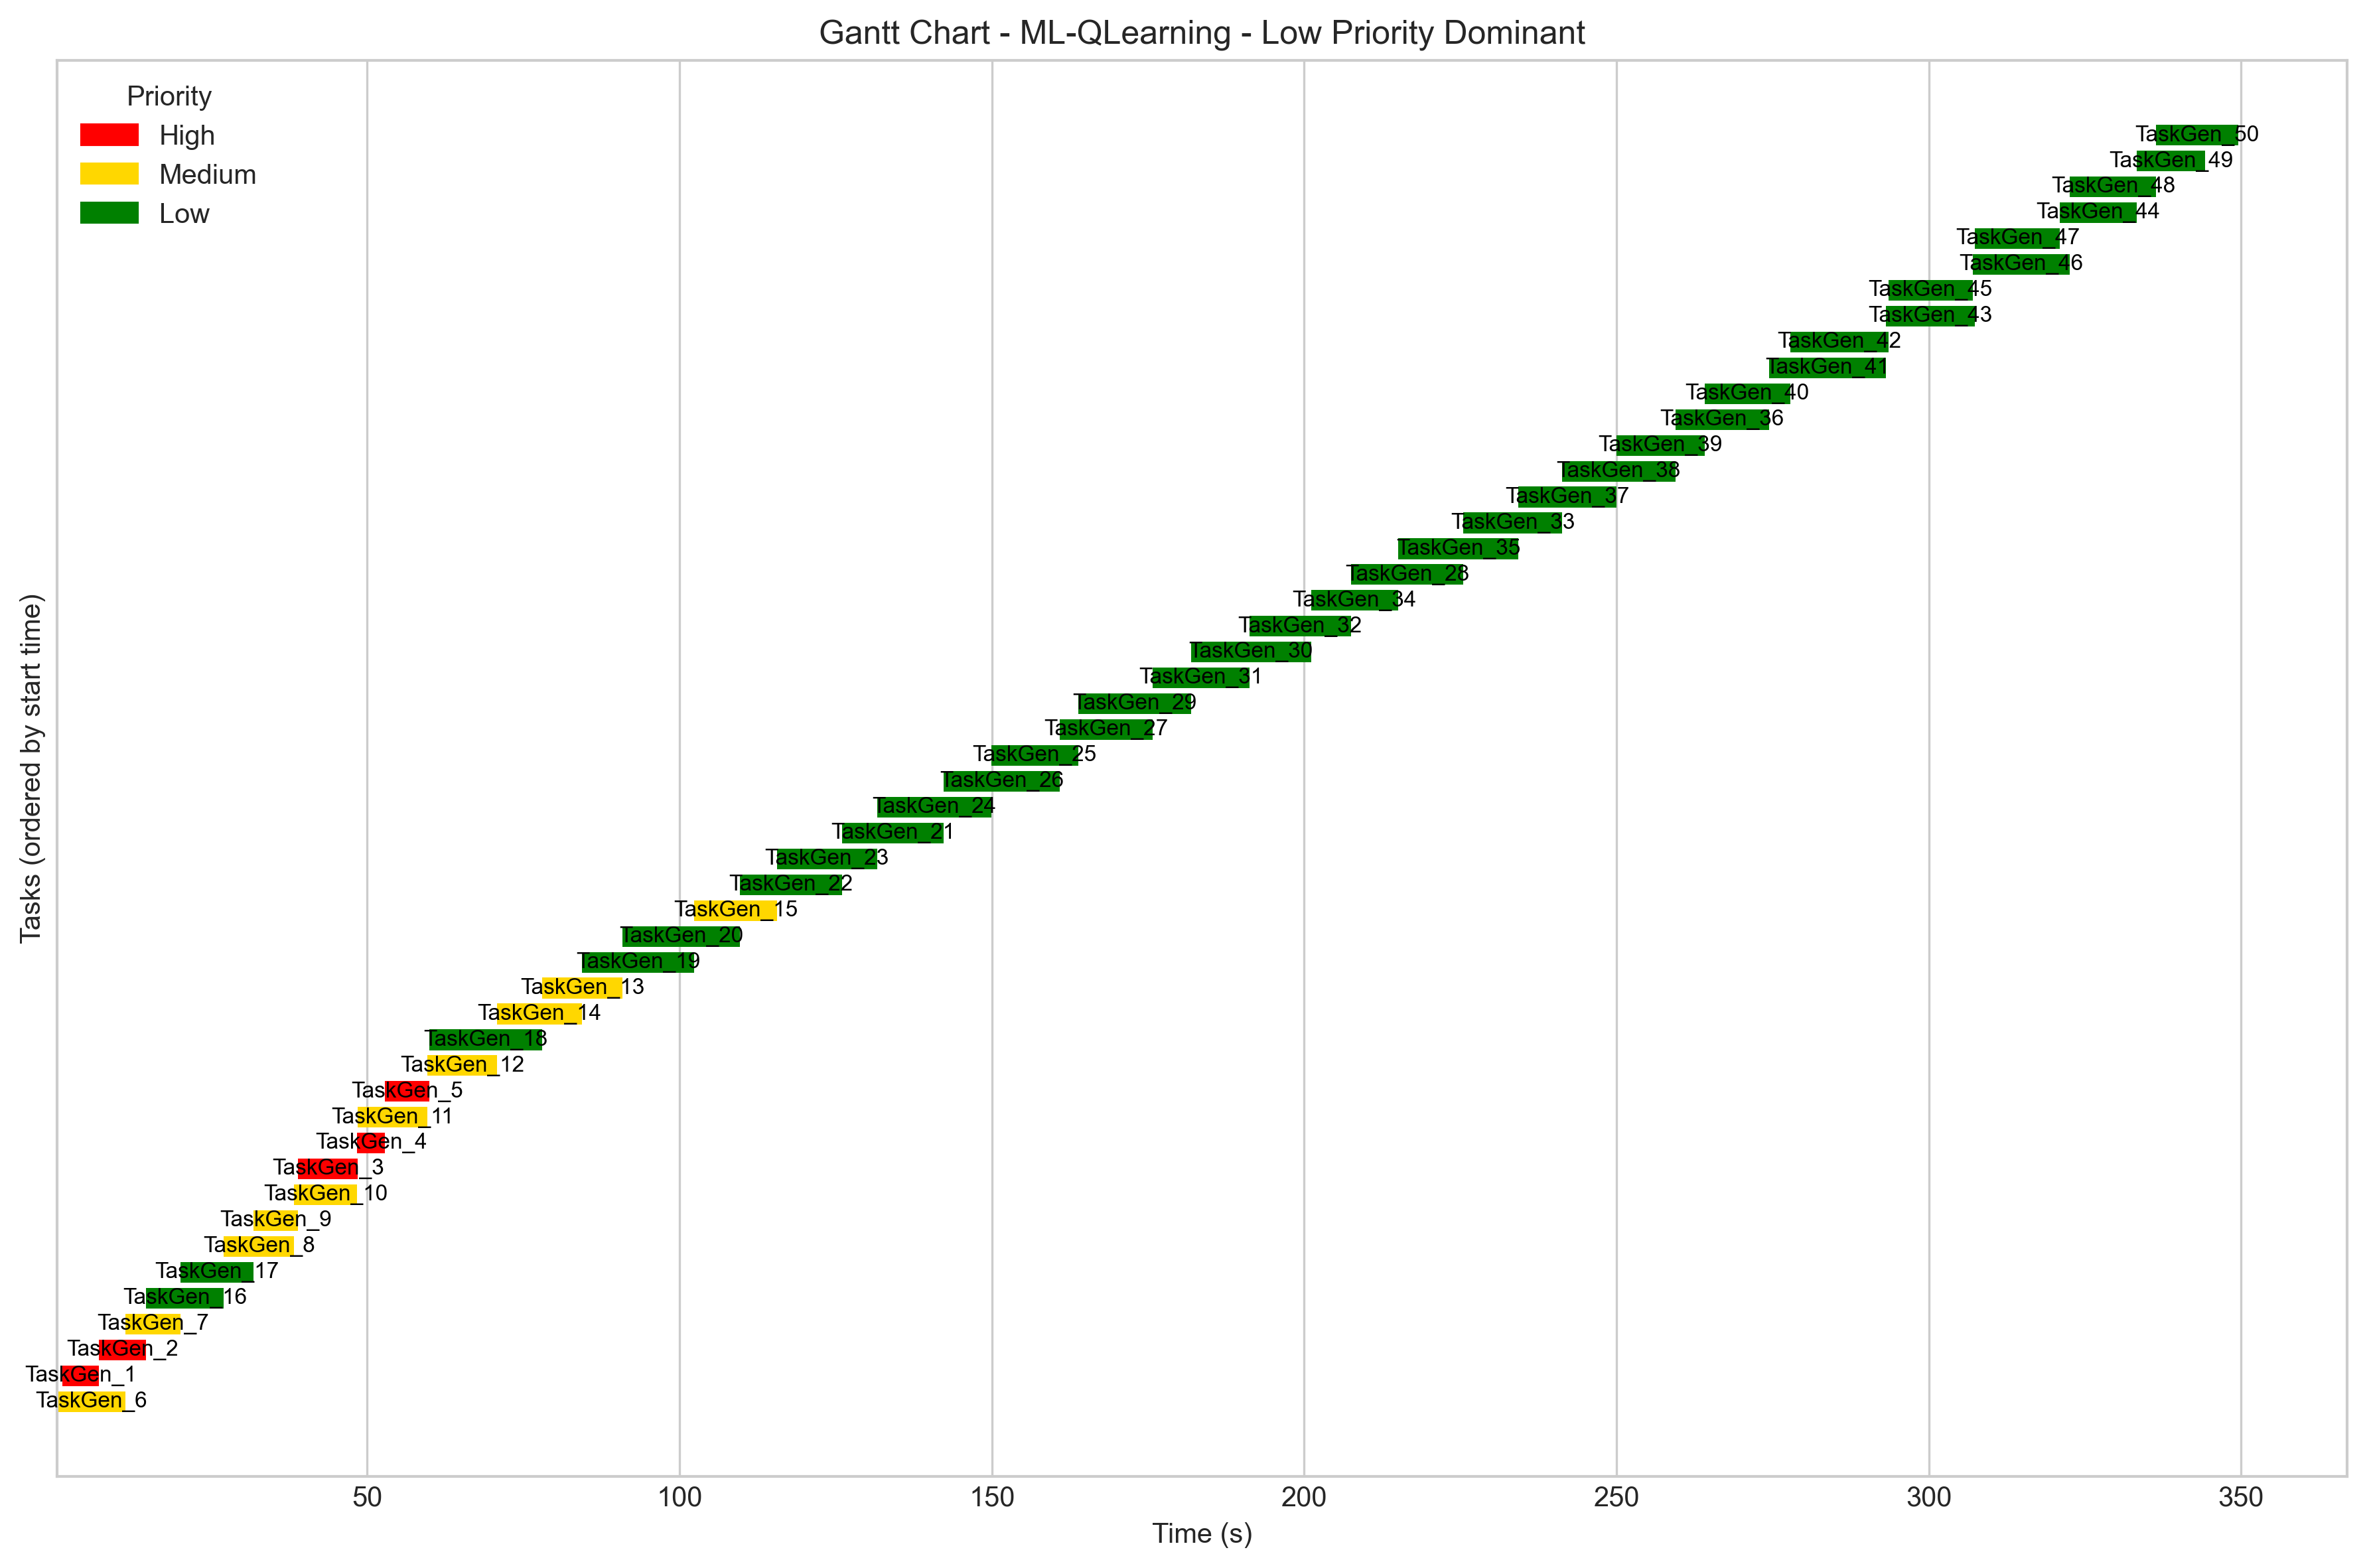 Gantt Chart - ML-QLearning - Low Priority Dominant
Priority
High
Medium
Low
TaskGen_50
TaskGen_49
TaskGen_48
TaskGen_44
TaskGen_47
TaskGen_46
TaskGen_45
TaskGen_43
TaskGen_42
TaskGen_41
TaskGen_40
TaskGen_36
TaskGen_39
TaskGen_38
TaskGen_37
TaskGen_33
TaskGen_35
TaskGen_28
TaskGen_34
TaskGen_32
TaskGen_30
TaskGen_31
TaskGen_29
TaskGen_27
TaskGen_25
TaskGen_26
TaskGen_24
TaskGen_21
TaskGen_23
TaskGen_22
TaskGen_15
TaskGen_20
TaskGen_19
TaskGen_13
TaskGen_14
TaskGen_18
TaskGen_12
TaskGen_5
TaskGen_11
TaskGen_4
TaskGen_3
TaskGen_10
TaskGen_9
TaskGen_8
TaskGen_17
TaskGen_16
TaskGen_7
TaskGen_2
TaskGen_1
TaskGen_6
Tasks (ordered by start time)
50 100 150 200 250 300 350
Time (s)